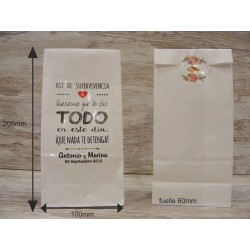 KIT DE SUPERVIVENCIA
Queremos que lo des
TODO
en este día...
¡QUE NADA TE DETENGA!
Antonio y Marina
200mm
100mm
fuelle 60mm